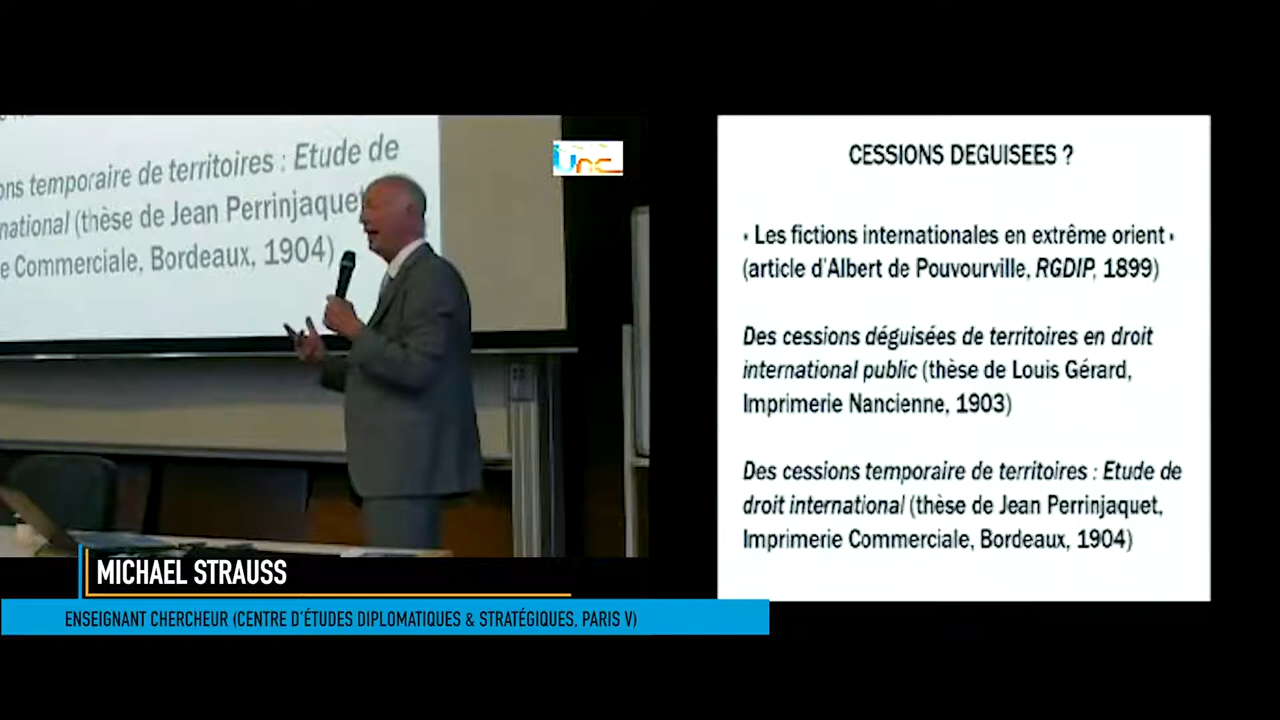 ons temporaire de territoires : Etude de
national (thèse de Jean Perrinjaquet
e Commerciale, Bordeaux, 1904)
Unc
MICHAEL STRAUSS
ENSEIGNANT CHERCHEUR (CENTRE D'ÉTUDES DIPLOMATIQUES & STRATÉGIQUES, PARIS V)
CESSIONS DEGUISEES ?
« Les fictions internationales en extrême orient »
(article d'Albert de Pouvourville, RGDIP, 1899)
Des cessions déguisées de territoires en droit
international public (thèse de Louis Gérard,
Imprimerie Nancienne, 1903)
Des cessions temporaire de territoires : Etude de
droit international (thèse de Jean Perrinjaquet,
Imprimerie Commerciale, Bordeaux, 1904)